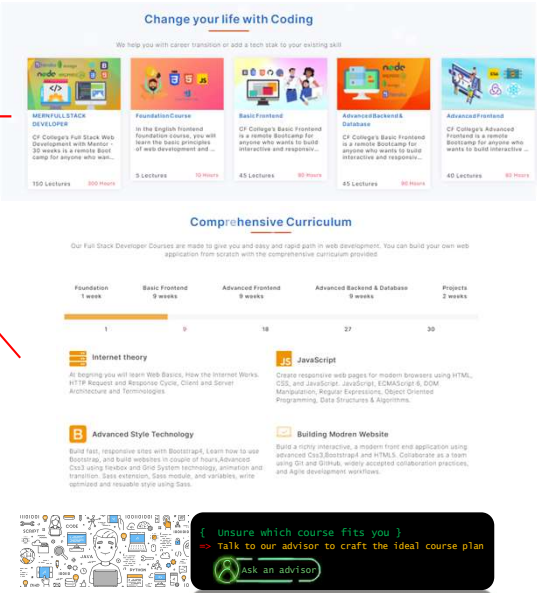 Change your life with Coding
We help you with career transition or add a tech stak to your existing skill
MERN FULL STACK
DEVELOPER
CF College's Full Stack Web
Development with Mentor -
30 weeks is a remote Boot
camp for anyone who wan...
150 Lectures 300 Hours
Foundation Course
In the English frontend
foundation course, you will
learn the basic principles
of web development and ...
5 Lectures 10 Hours
Basic Frontend
CF College's Basic Frontend
is a remote Bootcamp for
anyone who wants to build
interactive and responsiv...
45 Lectures 90 Hours
Advanced Backend &
Database
CF College's Basic Frontend
is a remote Bootcamp for
anyone who wants to build
interactive and responsiv...
45 Lectures 90 Hours
Advanced Frontend
CF College's Advanced
Frontend is a remote
Bootcamp for anyone who
wants to build interactive ...
40 Lectures 80 Hours
Comprehensive Curriculum
Our Full Stack Developer Courses are made to give you and easy and rapid path in web development. You can build your own web
application from scratch with the comprehensive curriculum provided
Foundation Basic Frontend Advanced Frontend Advanced Backend & Database Projects
1 week 9 weeks 9 weeks 9 weeks 2 weeks
1 9 18 27 30
Internet theory
At begining you will learn Web Basics, How the Internet Works.
HTTP Request and Response Cycle, Client and Server
Architecture and Terminologies
JS JavaScript
Create responsive web pages for modern browsers using HTML,
CSS, and JavaScript. JavaScript, ECMAScript 6, DOM
Manipulation, Regular Expressions, Object Oriented
Programming, Data Structures & Algorithms.
B Advanced Style Technology
Build fast, responsive sites with Bootstrap4, Learn how to use
Bootstrap, and build websites in couple of hours,Advanced
Css3 using flexbox and Grid System technology, animation and
transition. Sass extension, Sass module, and variables, wire
optimized and resuable style using Sass.
Building Modren Website
Build a richly interactive, a modern front end application using
advanced Css3,Bootstrap4 and HTML5. Collaborate as a team
using Git and GitHub, widely accepted collaboration practices,
and Agile development workflows.
SCRIPT
CODE
JAVA
PYTHON
{ Unsure which course fits you }
=> Talk to our advisor to craft the ideal course plan
Ask an advisor